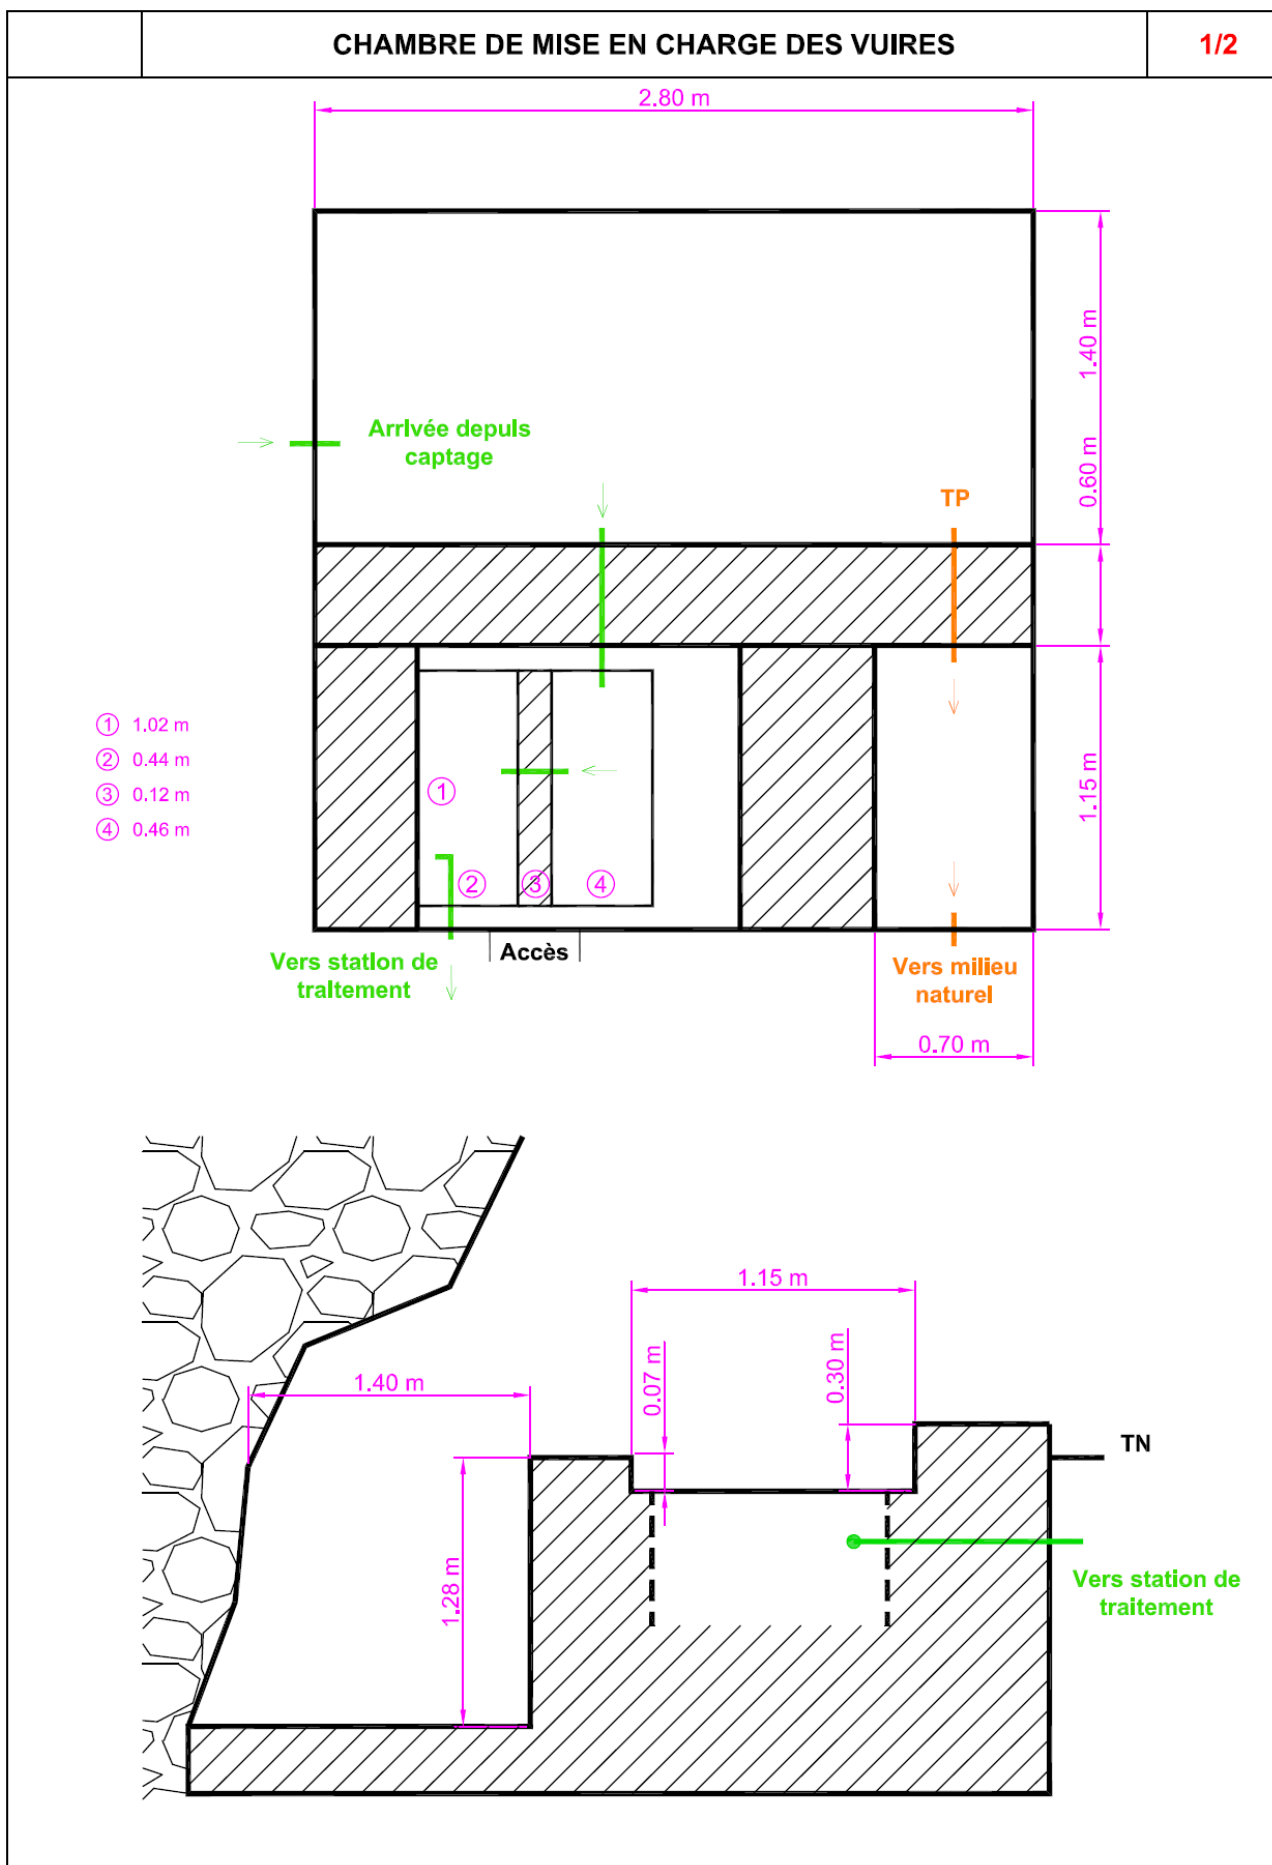 CHAMBRE DE MISE EN CHARGE DES VUIRES
1/2
2.80 m
1.40 m
0.60 m
1.15 m
Arrivée depuis
captage
TP
① 1.02 m
② 0.44 m
③ 0.12 m
④ 0.46 m
①
②
③
④
Accès
Vers station de
traitement
Vers milieu
naturel
0.70 m
1.15 m
0.07 m
0.30 m
1.40 m
1.28 m
TN
Vers station de
traitement